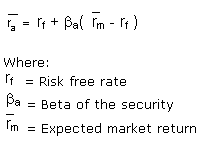 r̅a = rf + βa( r̅m - rf )
Where:
rf = Risk free rate
βa = Beta of the security
r̅m = Expected market return